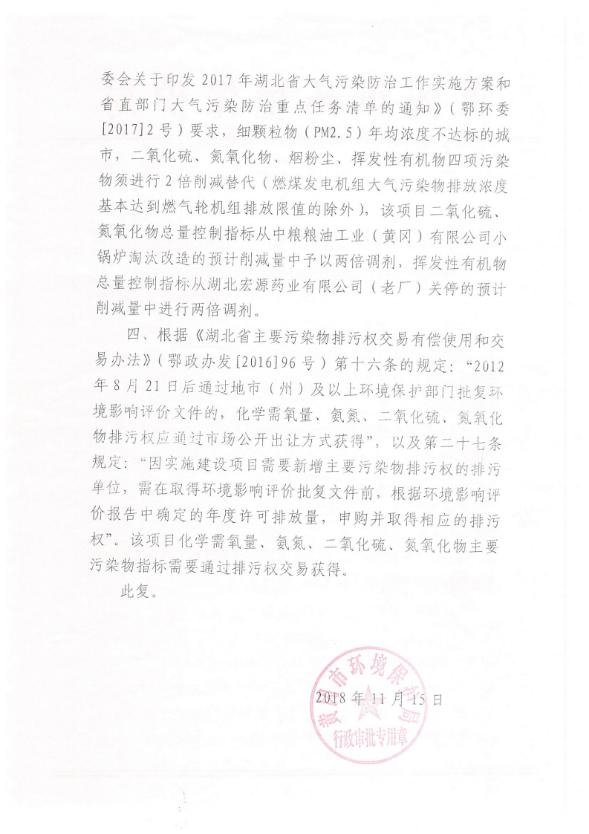 委会关于印发2017年湖北省大气污染防治工作实施方案和
省直部门大气污染防治重点任务清单的通知》（鄂环委
[2017]2号）要求，细颗粒物（PM2.5）年均浓度不达标的城
市，二氧化硫、氮氧化物、烟粉尘、挥发性有机物四项污染
物须进行2倍削减替代（燃煤发电机组大气污染物排放浓度
基本达到燃气轮机组排放限值的除外），该项目二氧化硫、
氮氧化物总量控制指标从中粮粮油工业（黄冈）有限公司小
锅炉淘汰改造的预计削减量中予以两倍调剂，挥发性有机物
总量控制指标从湖北宏源药业有限公司（老厂）关停的预计
削减量中进行两倍调剂。
四、根据《湖北省主要污染物排污权交易有偿使用和交
易办法》（鄂政办发[2016]96号）第十六条的规定：“2012
年8月21日后通过地市（州）及以上环境保护部门批复环
境影响评价文件的，化学需氧量、氨氮、二氧化硫、氮氧化
物排污权应通过市场公开出让方式获得”，以及第二十七条
规定：“因实施建设项目需要新增主要污染物排污权的排污
单位，需在取得环境影响评价批复文件前，根据环境影响评
价报告中确定的年度许可排放量，申购并取得相应的排污
权”。该项目化学需氧量、氨氮、二氧化硫、氮氧化物主要
污染物指标需要通过排污权交易获得。
此复。
黄冈市环境保护局
2018年11月15日
行政审批专用章